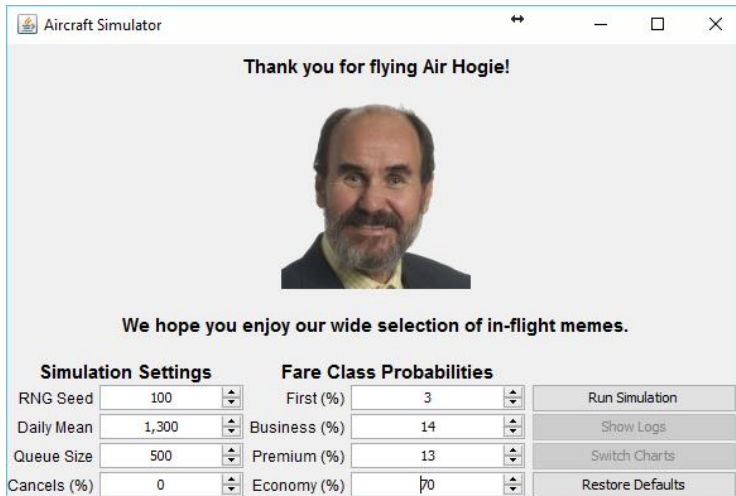 Aircraft Simulator
Thank you for flying Air Hogie!
We hope you enjoy our wide selection of in-flight memes.
Simulation Settings Fare Class Probabilities
RNG Seed 100 First (%) 3 Run Simulation
Daily Mean 1,300 Business (%) 14 Show Logs
Queue Size 500 Premium (%) 13 Switch Charts
Cancels (%) 0 Economy (%) 70 Restore Defaults